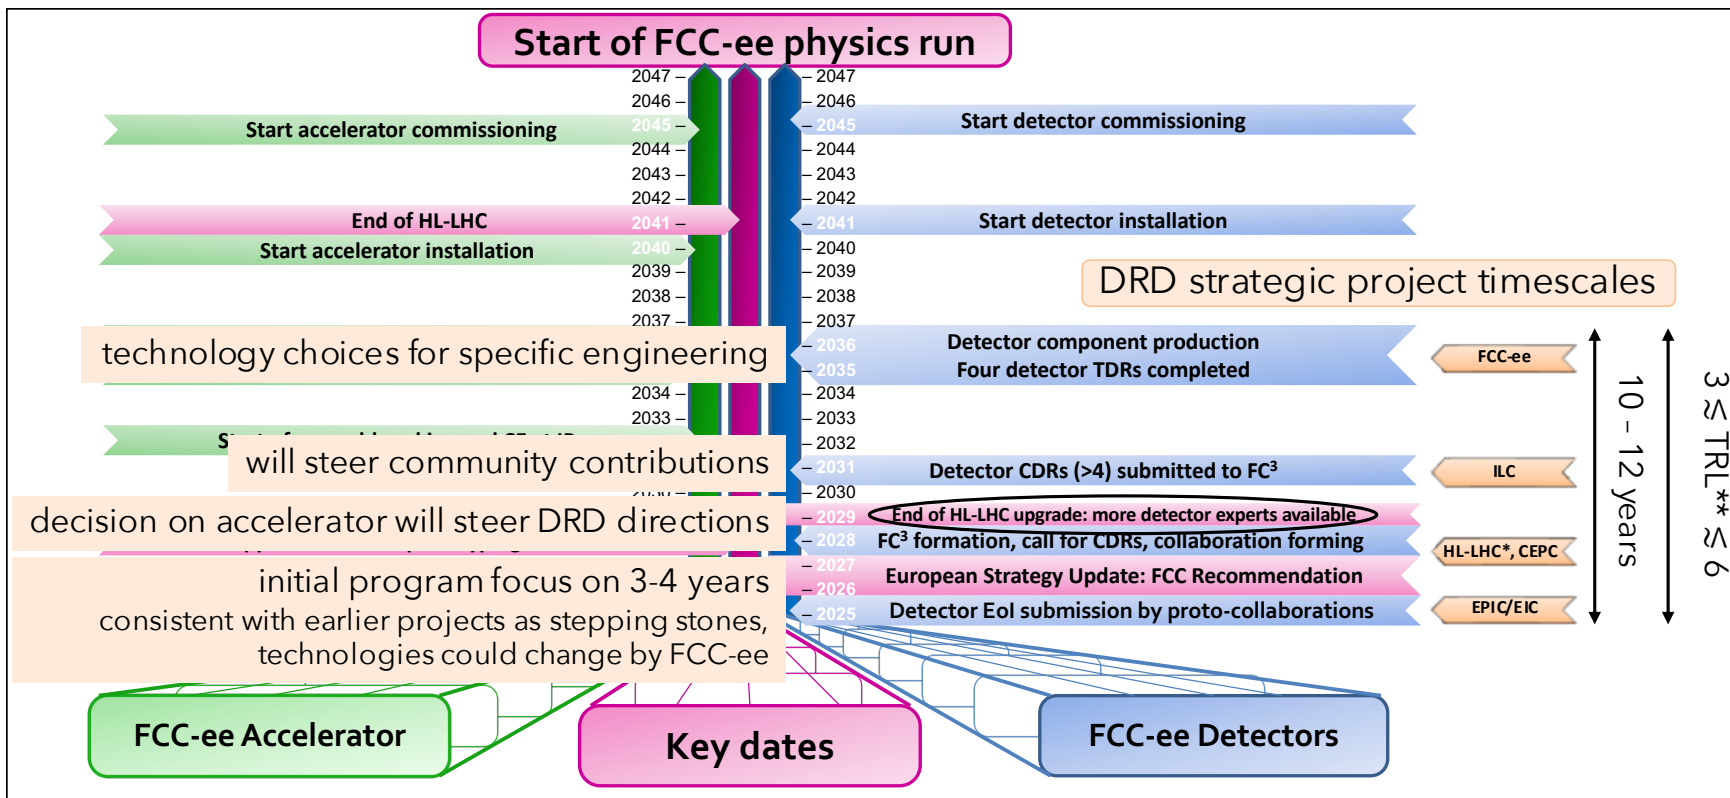 Start of FCC-ee physics run
2047 –
– 2047
2046 –
– 2046
Start accelerator commissioning
2045 –
– 2045
Start detector commissioning
2044 –
– 2044
2043 –
– 2043
2042 –
– 2042
End of HL-LHC
2041 –
– 2041
Start detector installation
Start accelerator installation
2040 –
– 2040
2039 –
– 2039
DRD strategic project timescales
2038 –
– 2038
2037 –
– 2037
technology choices for specific engineering
– 2036
Detector component production
FCC-ee
– 2035
Four detector TDRs completed
2034 –
– 2034
2033 –
– 2033
– 2032
will steer community contributions
– 2031
Detector CDRs (>4) submitted to FC³
ILC
– 2030
decision on accelerator will steer DRD directions
– 2029
End of HL-LHC upgrade: more detector experts available
– 2028
FC³ formation, call for CDRs, collaboration forming
HL-LHC*, CEPC
initial program focus on 3-4 years
– 2027
European Strategy Update: FCC Recommendation
– 2026
consistent with earlier projects as stepping stones,
– 2025
Detector EoI submission by proto-collaborations
EPIC/EIC
technologies could change by FCC-ee
10 - 12 years
3 ≲ TRL** ≲ 6
FCC-ee Accelerator
Key dates
FCC-ee Detectors